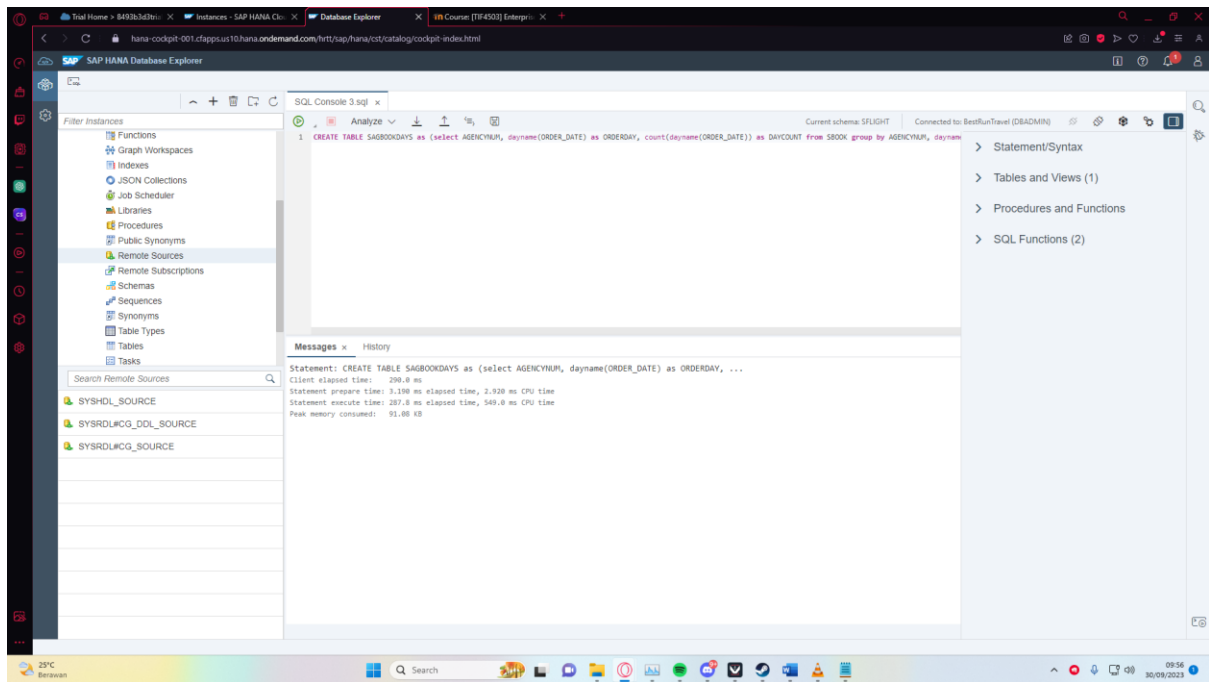 Trial Home > 8493b3d3tria
Instances - SAP HANA Clo
Database Explorer
Course: [TIF4503] Enterpri
hana-cockpit-001.cfapps.us10.hana.ondemand.com/hrtt/sap/hana/cst/catalog/cockpit-index.html
SAP SAP HANA Database Explorer
SQL Console 3.sql
Filter Instances
Analyze
Current schema: SFLIGHT
Connected to: BestRunTravel (DBADMIN)
1 CREATE TABLE SAGBOOKDAYS as (select AGENCYNUM, dayname(ORDER_DATE) as ORDERDAY, count(dayname(ORDER_DATE)) as DAYCOUNT from SBOOK group by AGENCYNUM, daynam
Functions
Graph Workspaces
Indexes
JSON Collections
Job Scheduler
Libraries
Procedures
Public Synonyms
Remote Sources
Remote Subscriptions
Schemas
Sequences
Synonyms
Table Types
Tables
Tasks
Statement/Syntax
Tables and Views (1)
Procedures and Functions
SQL Functions (2)
Search Remote Sources
SYSHDL_SOURCE
SYSRDL#CG_DDL_SOURCE
SYSRDL#CG_SOURCE
Messages
History
Statement: CREATE TABLE SAGBOOKDAYS as (select AGENCYNUM, dayname(ORDER_DATE) as ORDERDAY, ...
Client elapsed time: 290.0 ms
Statement prepare time: 3.190 ms elapsed time, 2.920 ms CPU time
Statement execute time: 287.8 ms elapsed time, 549.0 ms CPU time
Peak memory consumed: 91.08 KB
25°C
Berawan
Search
09:56
30/09/2023